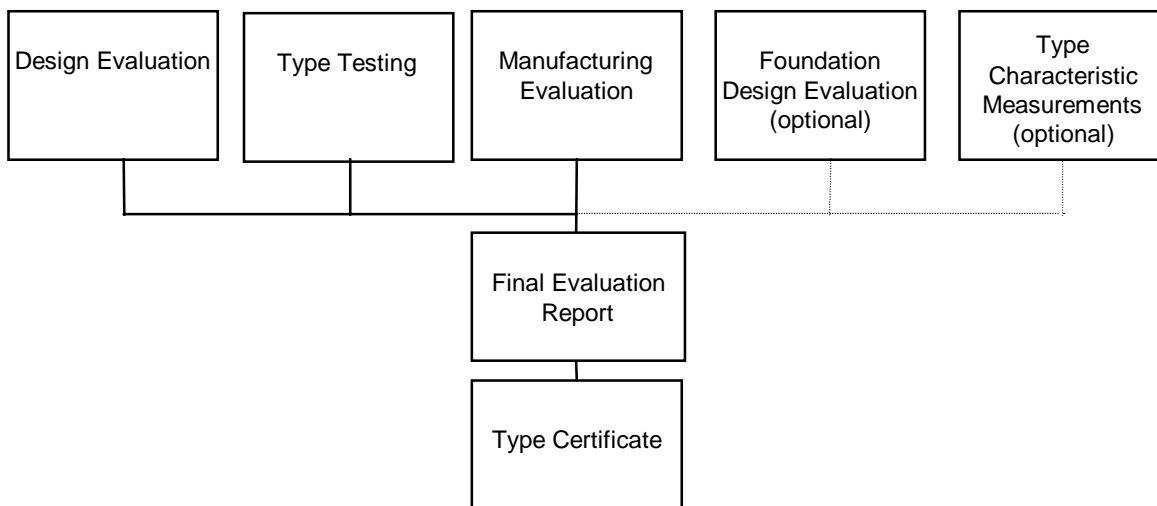 Design Evaluation
Type Testing
Manufacturing
Evaluation
Foundation
Design Evaluation
(optional)
Type
Characteristic
Measurements
(optional)
Final Evaluation
Report
Type Certificate